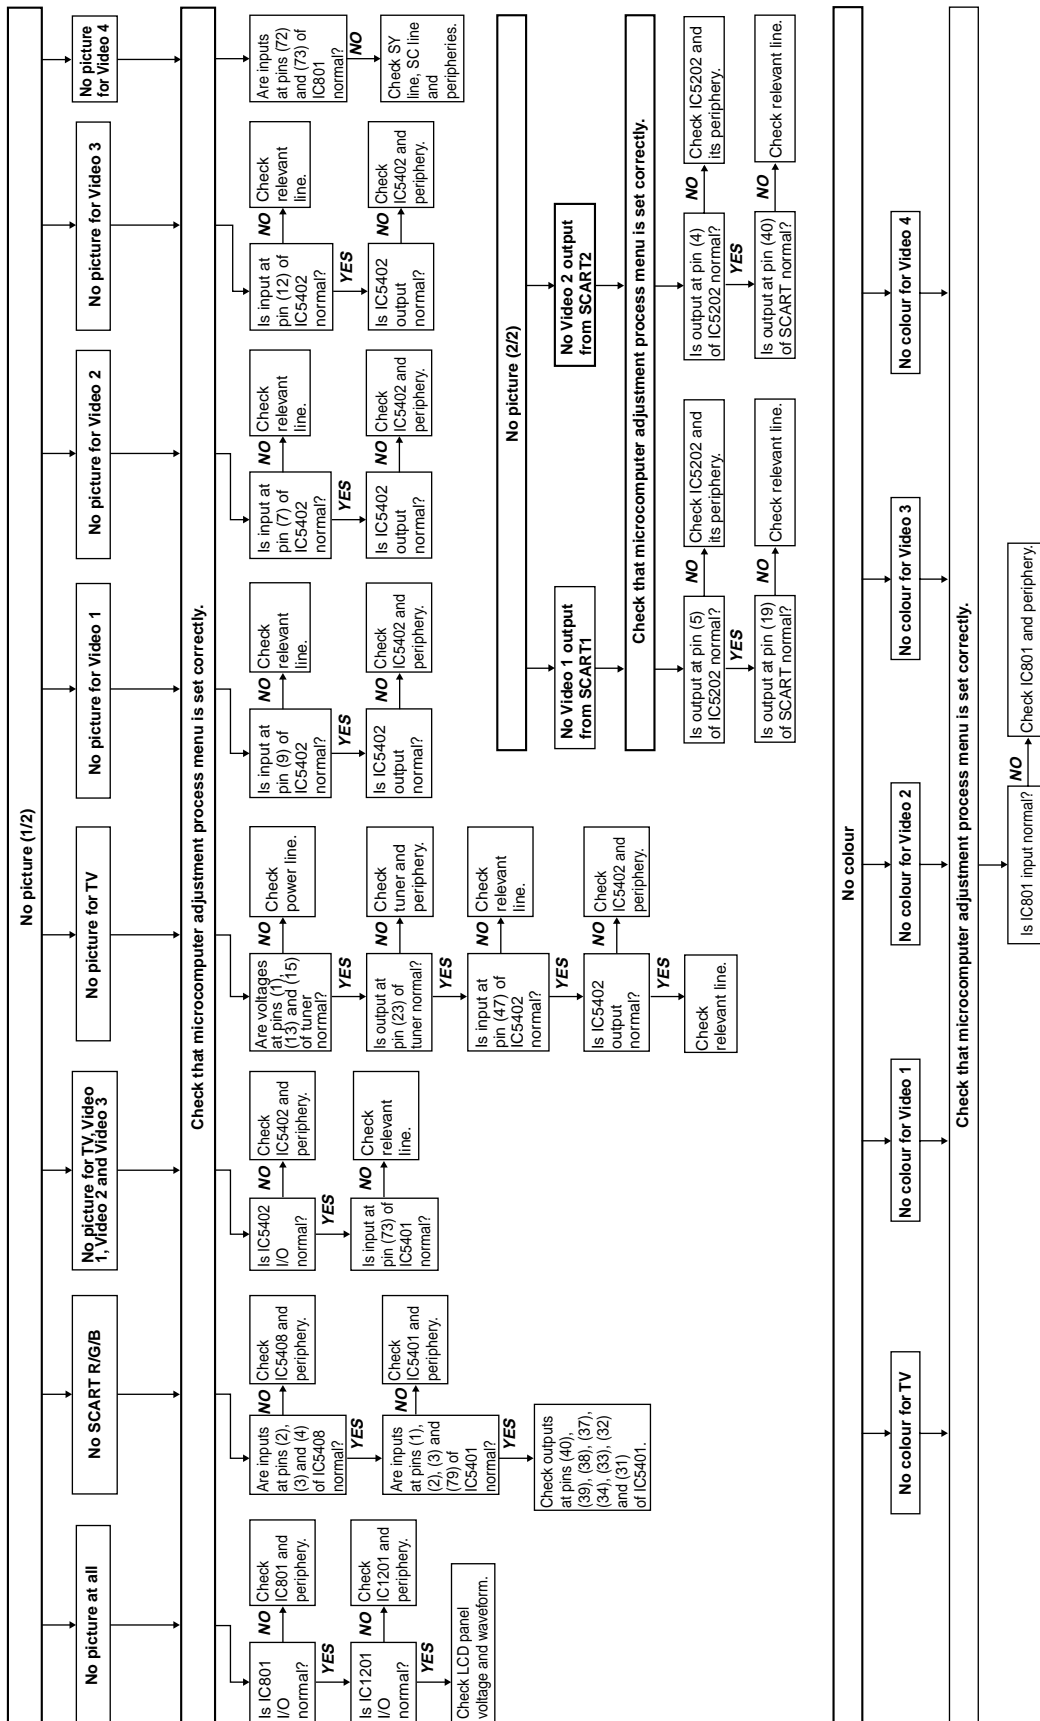 No picture (1/2)
No picture at all
No SCART R/G/B
No picture for TV, Video
1, Video 2 and Video 3
No picture for TV
No picture for Video 1
No picture for Video 2
No picture for Video 3
No picture
for Video 4
Check that microcomputer adjustment process menu is set correctly.
Is IC801
I/O
normal?
NO
Check
IC801 and
periphery.
YES
Is IC1201
I/O
normal?
NO
Check
IC1201 and
periphery.
YES
Check LCD panel
voltage and waveform.
Are inputs
at pins (2),
(3) and (4)
of IC5408
normal?
NO
Check
IC5408 and
periphery.
YES
Are inputs
at pins (1),
(2), (3) and
(79) of
IC5401
normal?
NO
Check
IC5401 and
periphery.
YES
Check outputs
at pins (40),
(39), (38), (37),
(34), (33), (32)
and (31)
of IC5401.
Is IC5402
I/O
normal?
NO
Check
IC5402 and
periphery.
YES
Is input at
pin (73) of
IC5401
normal?
NO
Check
relevant
line.
Are voltages
at pins (1),
(13) and (15)
of tuner
normal?
NO
Check
power line.
YES
Is output at
pin (23) of
tuner normal?
NO
Check
tuner and
periphery.
YES
Is input at
pin (47) of
IC5402
normal?
NO
Check
relevant
line.
YES
Is IC5402
output
normal?
NO
Check
IC5402 and
periphery.
YES
Check
relevant line.
Is input at
pin (9) of
IC5402
normal?
NO
Check
relevant
line.
YES
Is IC5402
output
normal?
NO
Check
IC5402 and
periphery.
Is input at
pin (7) of
IC5402
normal?
NO
Check
relevant
line.
YES
Is IC5402
output
normal?
NO
Check
IC5402 and
periphery.
Is input at
pin (12) of
IC5402
normal?
NO
Check
relevant
line.
YES
Is IC5402
output
normal?
NO
Check
IC5402 and
periphery.
Are inputs
at pins (72)
and (73) of
IC801
normal?
NO
Check SY
line, SC line
and
peripheries.
No picture (2/2)
No Video 1 output
from SCART1
No Video 2 output
from SCART2
Check that microcomputer adjustment process menu is set correctly.
Is output at pin (5)
of IC5202 normal?
NO
Check IC5202 and
its periphery.
YES
Is output at pin (19)
of SCART normal?
NO
Check relevant line.
Is output at pin (4)
of IC5202 normal?
NO
Check IC5202 and
its periphery.
YES
Is output at pin (40)
of SCART normal?
NO
Check relevant line.
No colour
No colour for TV
No colour for Video 1
No colour for Video 2
No colour for Video 3
No colour for Video 4
Check that microcomputer adjustment process menu is set correctly.
Is IC801 input normal?
NO
Check IC801 and periphery.